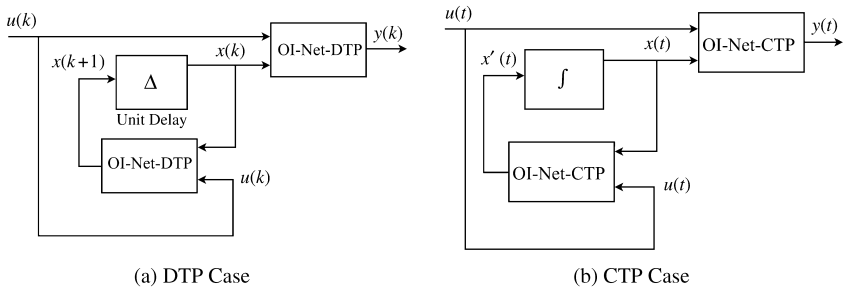 u(k)
x(k)
OI-Net-DTP
y(k)
x(k+1)
Δ
Unit Delay
OI-Net-DTP
u(k)
(a) DTP Case
u(t)
x(t)
OI-Net-CTP
y(t)
x′ (t)
∫
OI-Net-CTP
u(t)
(b) CTP Case